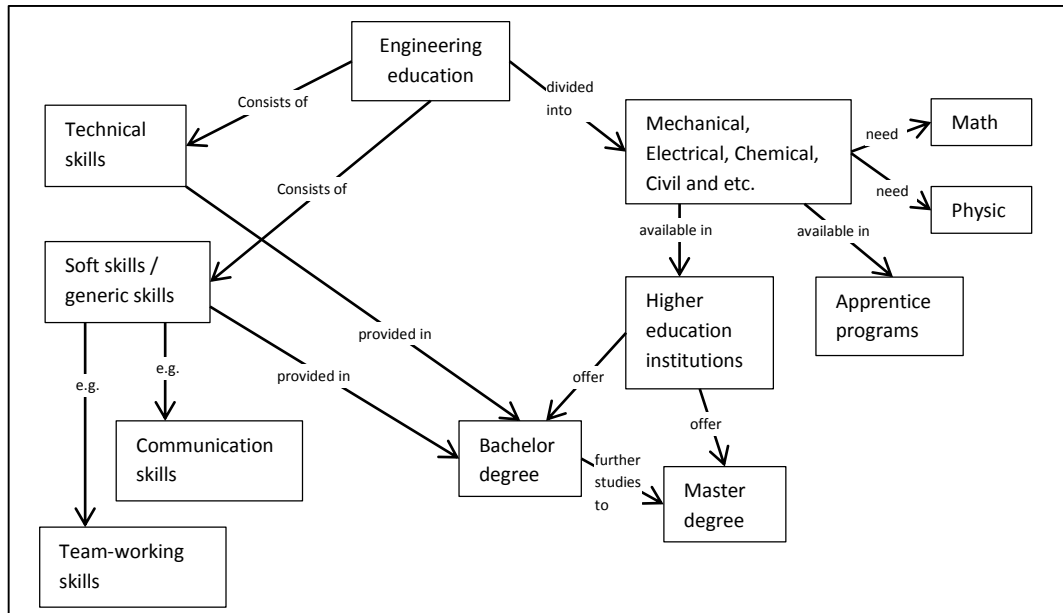 Engineering
education
Consists of
divided
into
Technical
skills
Mechanical,
Electrical, Chemical,
Civil and etc.
need
Math
need
Physic
Consists of
available in
available in
Soft skills /
generic skills
Higher
education
institutions
Apprentice
programs
provided in
e.g.
e.g.
provided in
offer
offer
Communication
skills
Bachelor
degree
further
studies
to
Master
degree
Team-working
skills